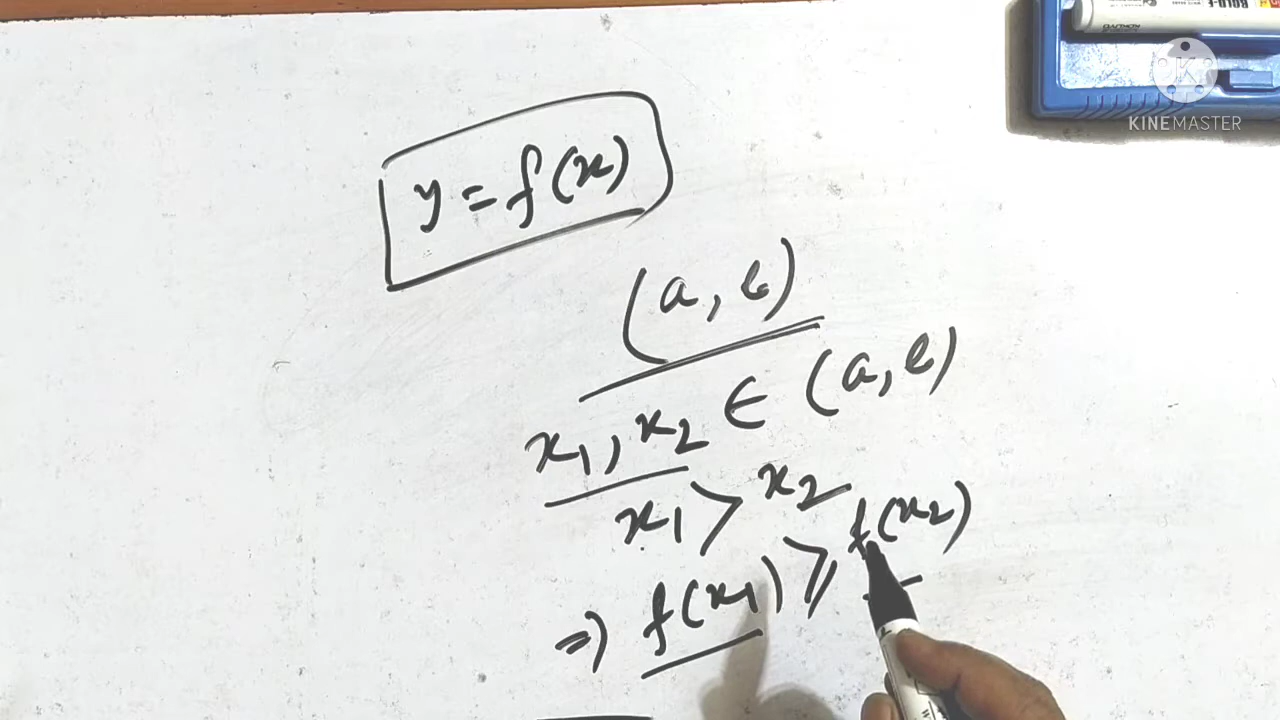 y = f(x)
(a, b)
x₁, x₂ ∈ (a, b)
x₁ > x₂
⇒ f(x₁) ⩾ f(x₂)
KINEMASTER